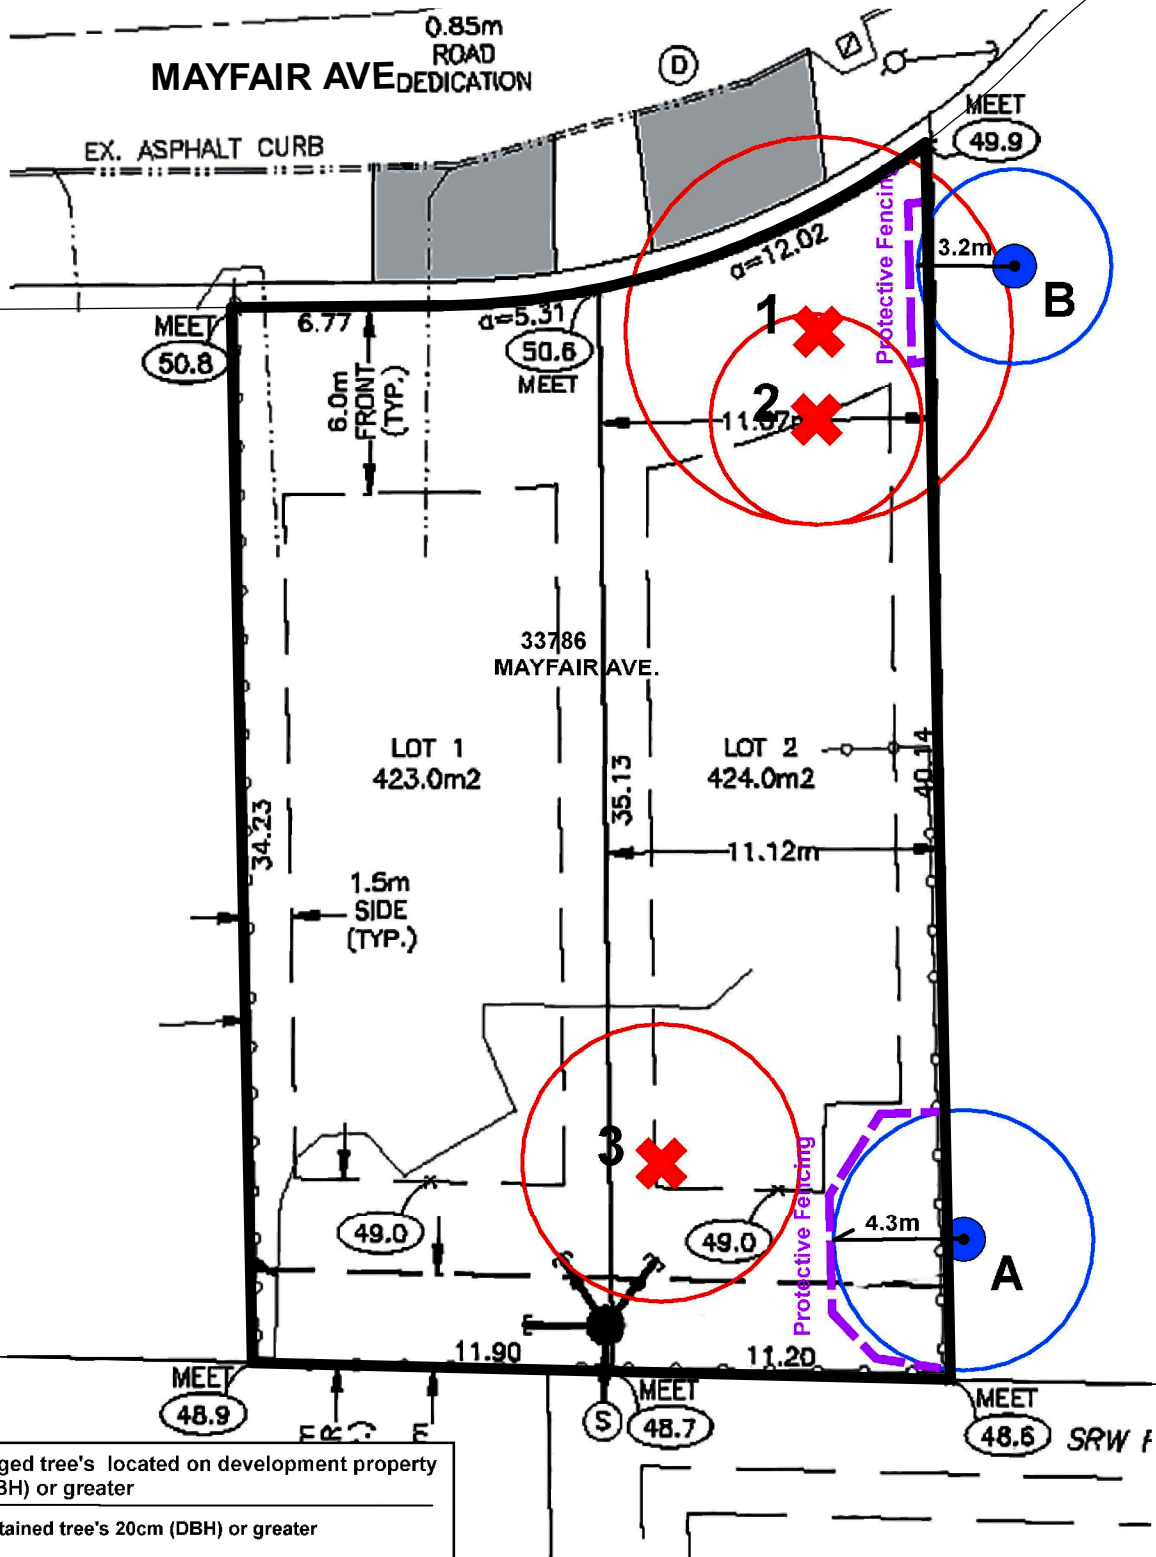 0.85m
ROAD
DEDICATION
MAYFAIR AVE
D
EX. ASPHALT CURB
MEET
49.9
Protective Fencing
3.2m
B
a=12.02
6.77
a=5.31
MEET
50.8
50.6
MEET
6.0m
FRONT
(TYP.)
1
2
33786
MAYFAIR AVE.
LOT 1
423.0m2
LOT 2
424.0m2
35.13
40.14
34.23
11.12m
1.5m
SIDE
(TYP.)
3
49.0
49.0
Protective Fencing
4.3m
A
11.90
11.20
MEET
48.9
MEET
48.7
S
MEET
48.6
SRW
ged tree's located on development property
BH) or greater
tained tree's 20cm (DBH) or greater